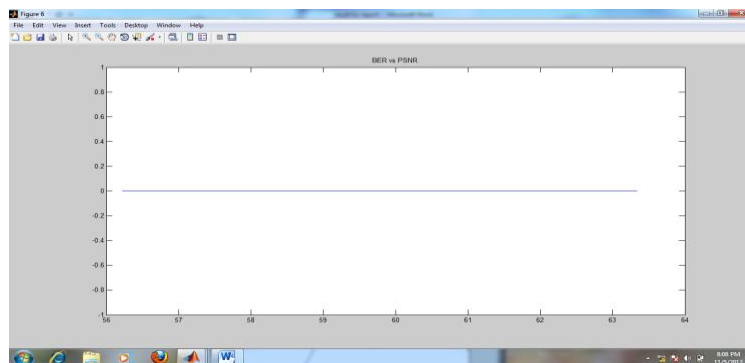 Figure 6
File Edit View Insert Tools Desktop Window Help
BER vs PSNR
1
0.8
0.6
0.4
0.2
0
-0.2
-0.4
-0.6
-0.8
-1
56 57 58 59 60 61 62 63 64
8:08 PM